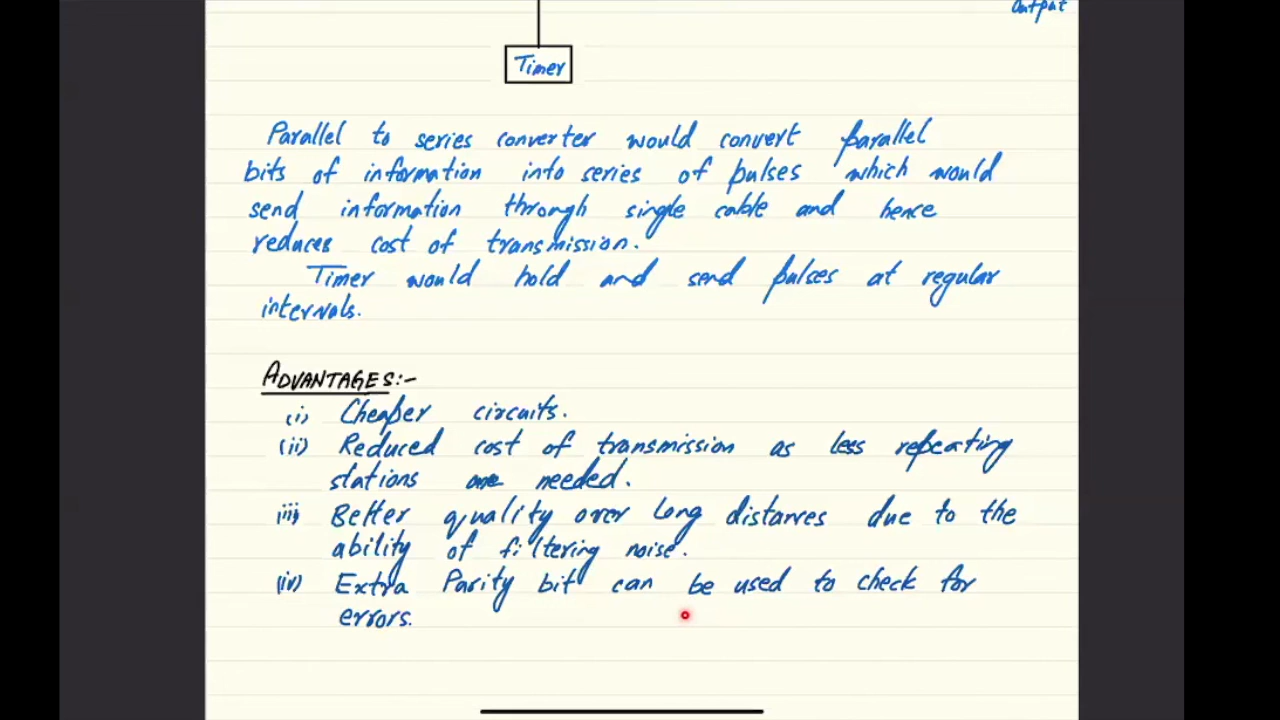 Output
Timer
Parallel to series converter would convert parallel
bits of information into series of pulses which would
send information through single cable and hence
reduces cost of transmission.
Timer would hold and send pulses at regular
intervals.
ADVANTAGES:-
(i) Cheaper circuits.
(ii) Reduced cost of transmission as less repeating
stations are needed.
iii) Better quality over long distances due to the
ability of filtering noise.
(iv) Extra Parity bit can be used to check for
errors.